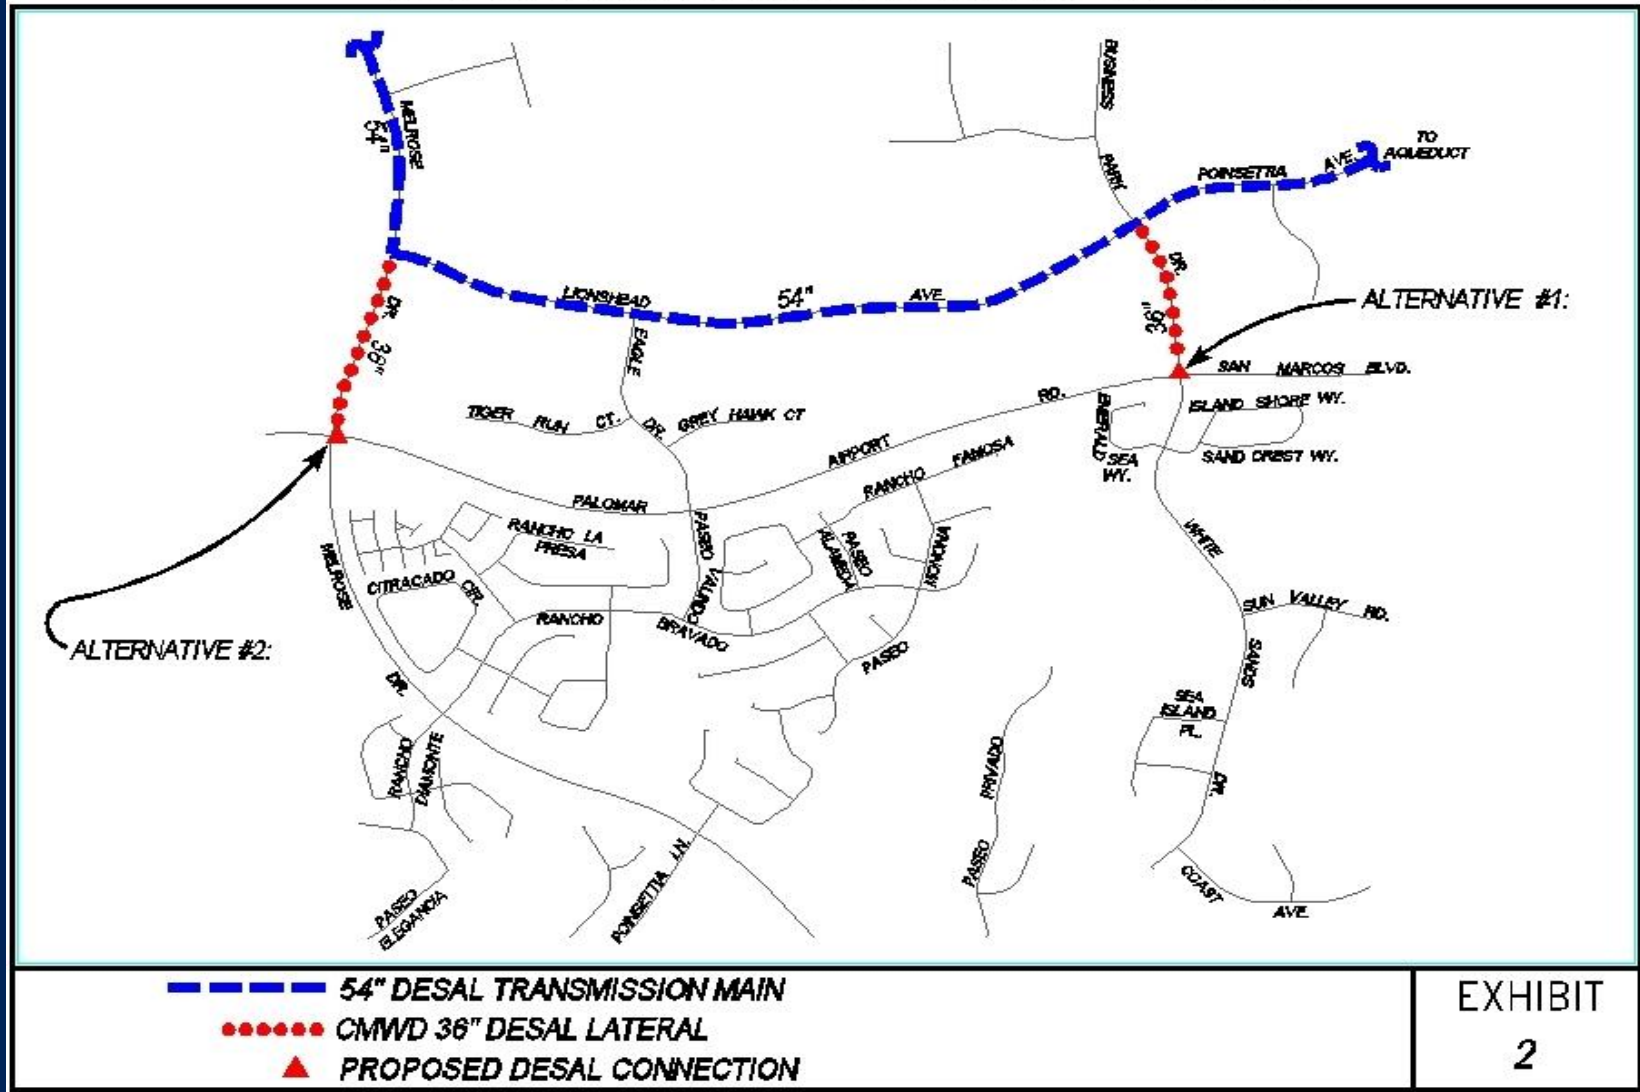 BUSINESS
PARK
DR.
TO
AQUEDUCT
POINSETTIA
AVE.
MELROSE
54"
DR.
36"
LIONSHEAD
54"
AVE.
36"
ALTERNATIVE #1:
EAGLE
DR.
SAN MARCOS BLVD.
TIGER RUN CT.
GREY HAWK CT
PALOMAR
AIRPORT
RD.
ISLAND SHORE WY.
EMERALD
SEA
WY.
SAND CREST WY.
RANCHO FAMOSA
RANCHO LA
PRESA
PASEO VALINDO
PASEO
ALAMEDA
MONONA
WHITE
SANDS
DR.
MELROSE
DR.
CITRACADO
CIR.
RANCHO
BRAVADO
PASEO
SUN VALLEY RD.
ALTERNATIVE #2:
SEA
ISLAND
PL.
RANCHO
DIAMONTE
PASEO
PRIVADO
PASEO
ELEGANCIA
POINSETTIA LN.
COAST
AVE.
54" DESAL TRANSMISSION MAIN
CMWD 36" DESAL LATERAL
PROPOSED DESAL CONNECTION
EXHIBIT
2